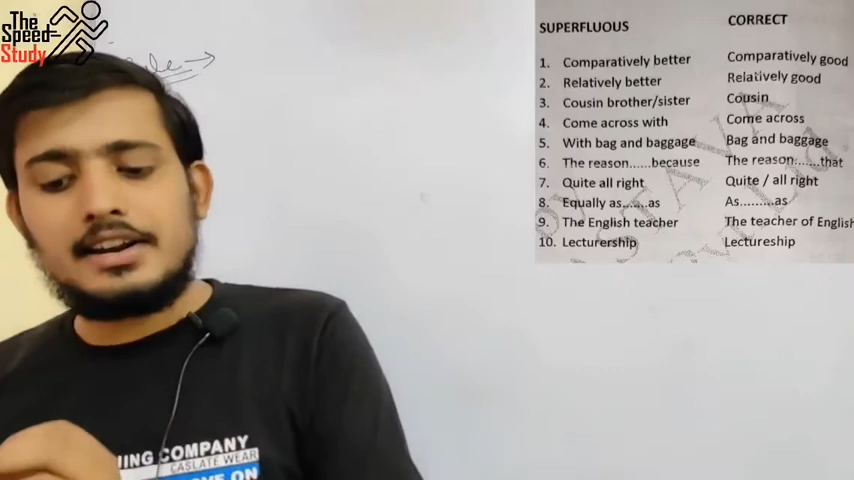 The
Speed
Study
SUPERFLUOUS CORRECT
1. Comparatively better Comparatively good
2. Relatively better Relatively good
3. Cousin brother/sister Cousin
4. Come across with Come across
5. With bag and baggage Bag and baggage
6. The reason......because The reason.......that
7. Quite all right Quite / all right
8. Equally as.......as As.........as
9. The English teacher The teacher of English
10. Lecturership Lectureship
COMPANY
CASLATE WEAR
ON